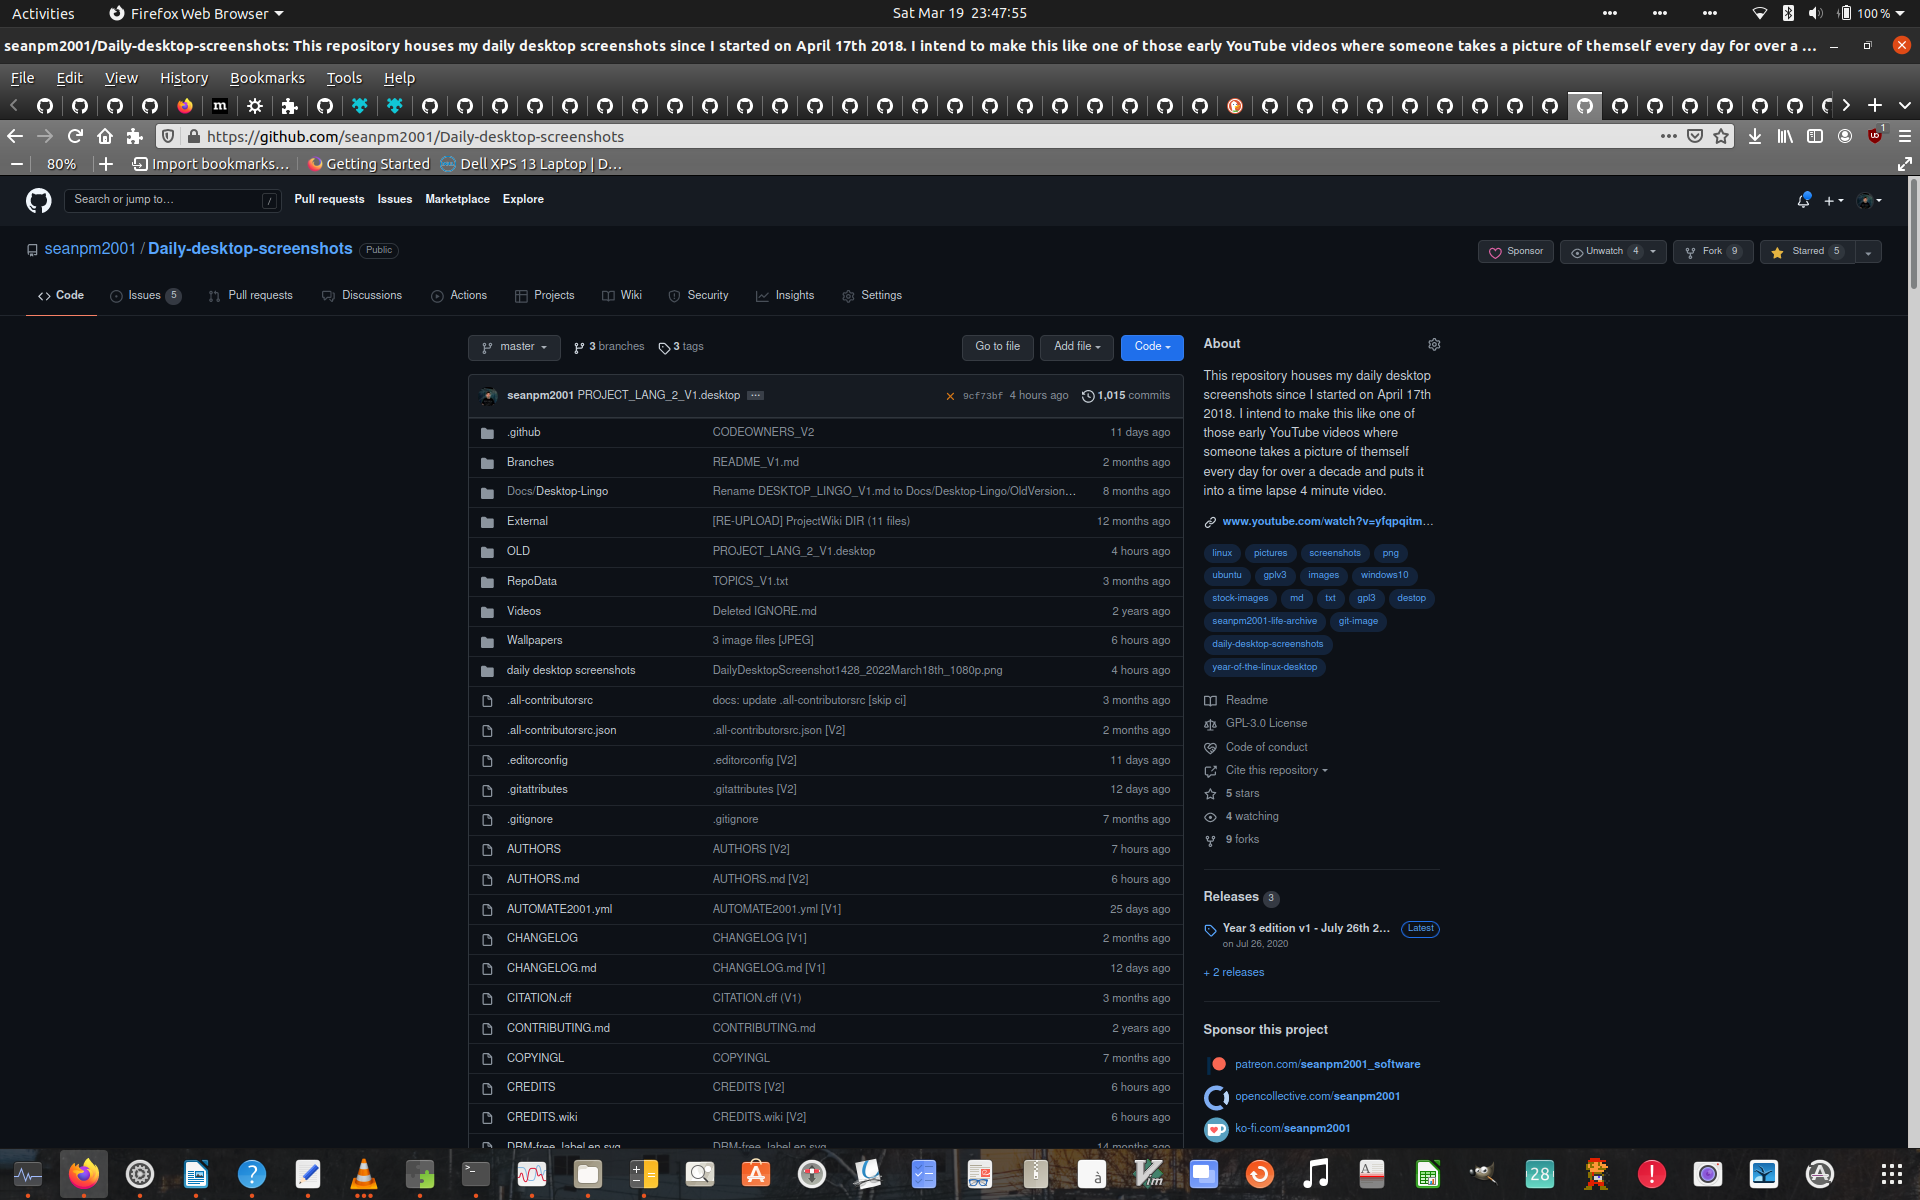 Activities
Firefox Web Browser
Sat Mar 19 23:47:55
100 %
seanpm2001/Daily-desktop-screenshots: This repository houses my daily desktop screenshots since I started on April 17th 2018. I intend to make this like one of those early YouTube videos where someone takes a picture of themself every day for over a ...
File Edit View History Bookmarks Tools Help
https://github.com/seanpm2001/Daily-desktop-screenshots
80% Import bookmarks... Getting Started Dell XPS 13 Laptop | D...
Search or jump to... / Pull requests Issues Marketplace Explore
seanpm2001 / Daily-desktop-screenshots Public
Sponsor Unwatch 4 Fork 9 Starred 5
Code Issues 5 Pull requests Discussions Actions Projects Wiki Security Insights Settings
master 3 branches 3 tags Go to file Add file Code
seanpm2001 PROJECT_LANG_2_V1.desktop ... 9cf73bf 4 hours ago 1,015 commits
.github CODEOWNERS_V2 11 days ago
Branches README_V1.md 2 months ago
Docs/Desktop-Lingo Rename DESKTOP_LINGO_V1.md to Docs/Desktop-Lingo/OldVersion... 8 months ago
External [RE-UPLOAD] ProjectWiki DIR (11 files) 12 months ago
OLD PROJECT_LANG_2_V1.desktop 4 hours ago
RepoData TOPICS_V1.txt 3 months ago
Videos Deleted IGNORE.md 2 years ago
Wallpapers 3 image files [JPEG] 6 hours ago
daily desktop screenshots DailyDesktopScreenshot1428_2022March18th_1080p.png 4 hours ago
.all-contributorsrc docs: update .all-contributorsrc [skip ci] 3 months ago
.all-contributorsrc.json .all-contributorsrc.json [V2] 2 months ago
.editorconfig .editorconfig [V2] 11 days ago
.gitattributes .gitattributes [V2] 12 days ago
.gitignore .gitignore 7 months ago
AUTHORS AUTHORS [V2] 7 hours ago
AUTHORS.md AUTHORS.md [V2] 6 hours ago
AUTOMATE2001.yml AUTOMATE2001.yml [V1] 25 days ago
CHANGELOG CHANGELOG [V1] 2 months ago
CHANGELOG.md CHANGELOG.md [V1] 12 days ago
CITATION.cff CITATION.cff (V1) 3 months ago
CONTRIBUTING.md CONTRIBUTING.md 2 years ago
COPYINGL COPYINGL 7 months ago
CREDITS CREDITS [V2] 6 hours ago
CREDITS.wiki CREDITS.wiki [V2] 6 hours ago
DRM-free_label.en.svg DRM-free_label.en.svg 14 months ago
About
This repository houses my daily desktop
screenshots since I started on April 17th
2018. I intend to make this like one of
those early YouTube videos where
someone takes a picture of themself
every day for over a decade and puts it
into a time lapse 4 minute video.
www.youtube.com/watch?v=yfqpqitm...
linux pictures screenshots png
ubuntu gplv3 images windows10
stock-images md txt gpl3 destop
seanpm2001-life-archive git-image
daily-desktop-screenshots
year-of-the-linux-desktop
Readme
GPL-3.0 License
Code of conduct
Cite this repository
5 stars
4 watching
9 forks
Releases 3
Year 3 edition v1 - July 26th 2... Latest
on Jul 26, 2020
+ 2 releases
Sponsor this project
patreon.com/seanpm2001_software
opencollective.com/seanpm2001
ko-fi.com/seanpm2001
28